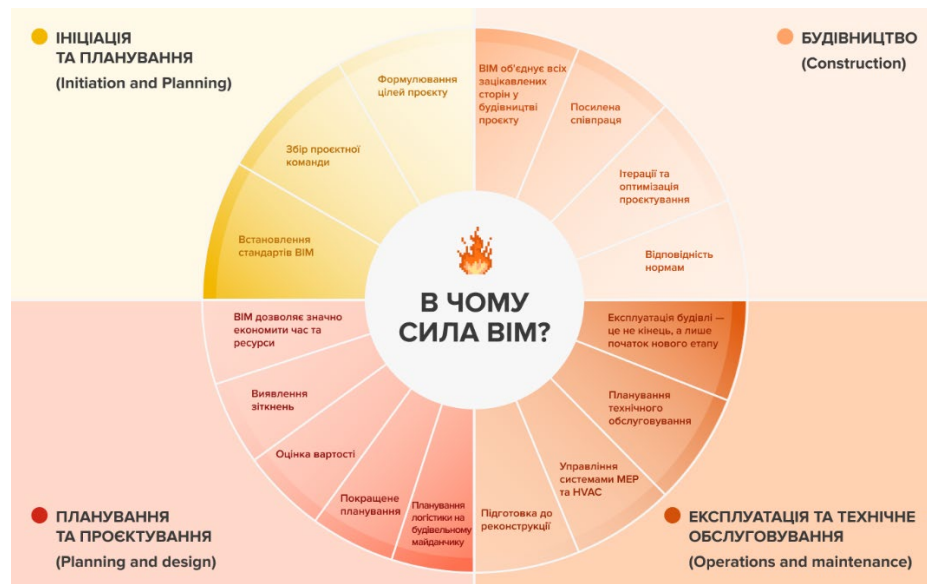 ІНІЦІАЦІЯ
ТА ПЛАНУВАННЯ
(Initiation and Planning)
Формулювання
цілей проєкту
Збір проєктної
команди
Встановлення
стандартів BIM
БУДІВНИЦТВО
(Construction)
BIM об'єднує всіх
зацікавлених
сторін у
будівництві
проєкту
Посилена
співпраця
Ітерації та
оптимізація
проєктування
Відповідність
нормам
В ЧОМУ
СИЛА BIM?
BIM дозволяє значно
економити час та
ресурси
Виявлення
зіткнень
Оцінка вартості
Покращене
планування
Планування
логістики на
будівельному
майданчику
ПЛАНУВАННЯ
ТА ПРОЄКТУВАННЯ
(Planning and design)
Експлуатація будівлі —
це не кінець, а лише
початок нового етапу
Планування
технічного
обслуговування
Управління
системами MEP
та HVAC
Підготовка до
реконструкції
ЕКСПЛУАТАЦІЯ ТА ТЕХНІЧНЕ
ОБСЛУГОВУВАННЯ
(Operations and maintenance)